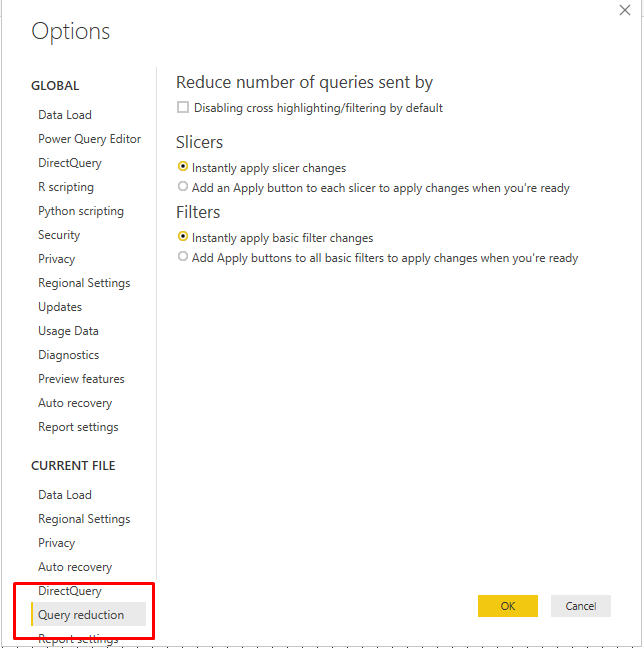 Options
GLOBAL
Data Load
Power Query Editor
DirectQuery
R scripting
Python scripting
Security
Privacy
Regional Settings
Updates
Usage Data
Diagnostics
Preview features
Auto recovery
Report settings
CURRENT FILE
Data Load
Regional Settings
Privacy
Auto recovery
DirectQuery
Query reduction
Report settings
Reduce number of queries sent by
Disabling cross highlighting/filtering by default
Slicers
Instantly apply slicer changes
Add an Apply button to each slicer to apply changes when you're ready
Filters
Instantly apply basic filter changes
Add Apply buttons to all basic filters to apply changes when you're ready
OK
Cancel